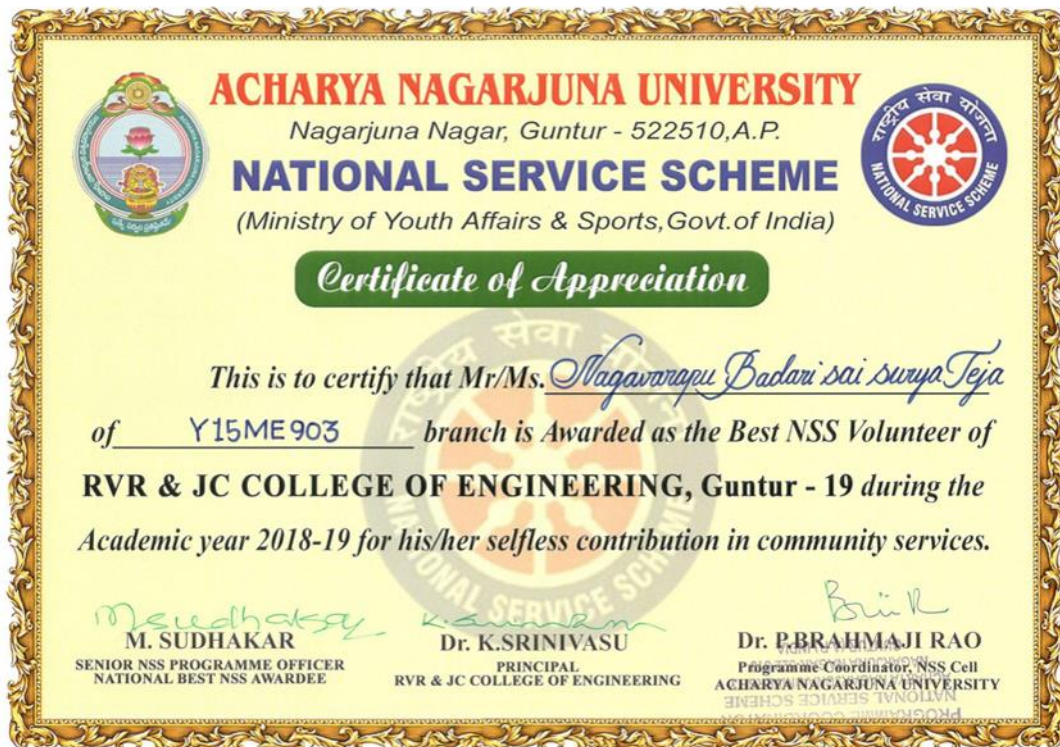 ACHARYA NAGARJUNA UNIVERSITY
Nagarjuna Nagar, Guntur - 522510,A.P.
NATIONAL SERVICE SCHEME
(Ministry of Youth Affairs & Sports,Govt.of India)
राष्ट्रीय सेवा योजना
NATIONAL SERVICE SCHEME
Certificate of Appreciation
राष्ट्रीय सेवा योजना
NATIONAL SERVICE SCHEME
This is to certify that Mr/Ms. Nagavarapu Badari sai surya Teja
of Y15ME903 branch is Awarded as the Best NSS Volunteer of
RVR & JC COLLEGE OF ENGINEERING, Guntur - 19 during the
Academic year 2018-19 for his/her selfless contribution in community services.
M. SUDHAKAR
SENIOR NSS PROGRAMME OFFICER
NATIONAL BEST NSS AWARDEE
Dr. K.SRINIVASU
PRINCIPAL
RVR & JC COLLEGE OF ENGINEERING
Dr. P.BRAHMAJI RAO
Programme Coordinator, NSS Cell
ACHARYA NAGARJUNA UNIVERSITY